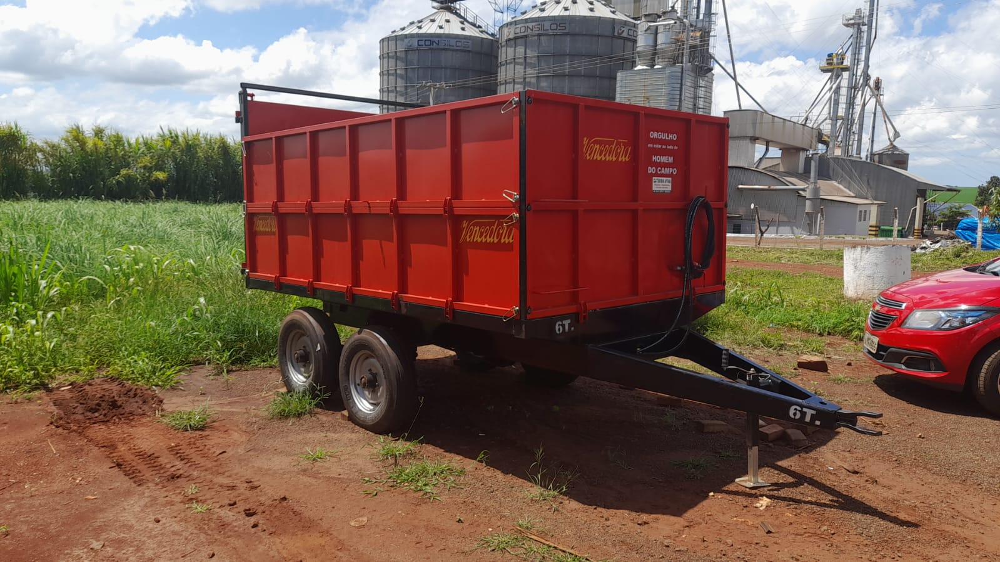 CONSILOS
CONSILOS
Vencedora
ORGULHO
em estar ao lado do
HOMEM
DO CAMPO
TERRA VIVA
Vencedora
Vencedora
6T.
6T.